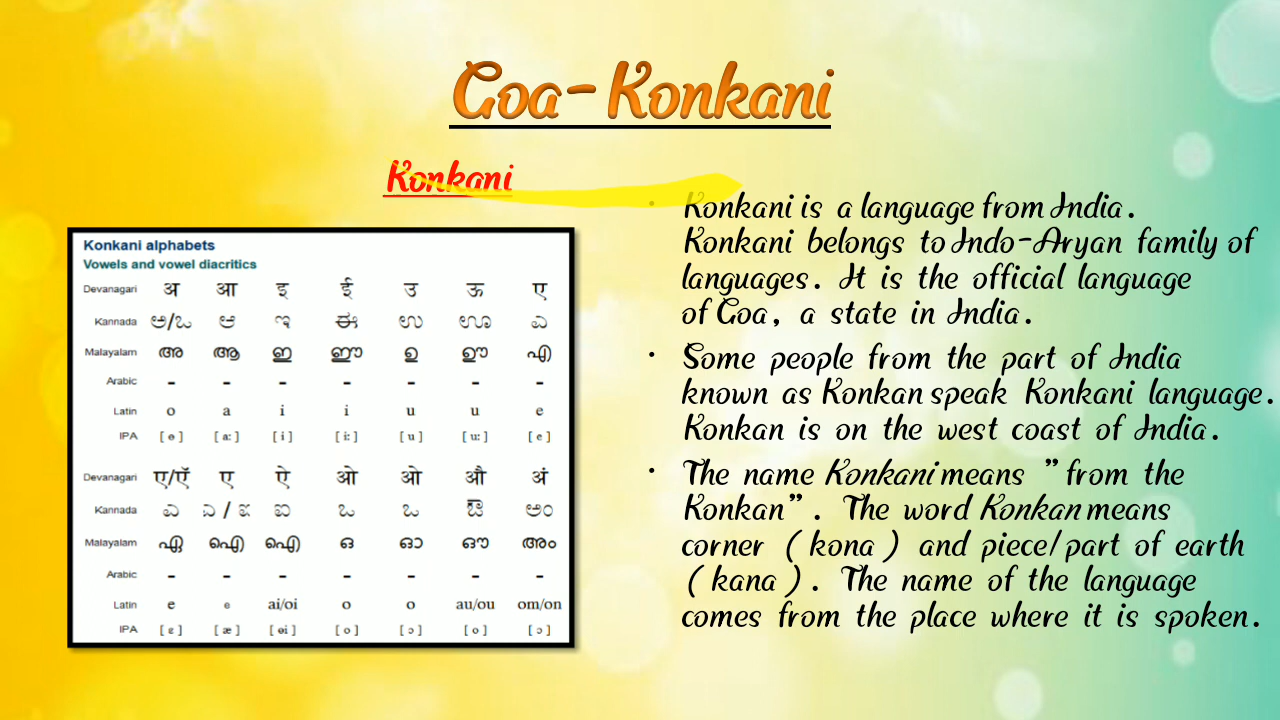 Goa-Konkani
Konkani
Konkani alphabets
Vowels and vowel diacritics
Devanagari अ आ इ ई उ ऊ ए
Kannada ಅ/ಒ ಆ ಇ ಈ ಉ ಊ ಎ
Malayalam അ ആ ഇ ഈ ഉ ഊ എ
Arabic - - - - - - -
Latin o a i i u u e
IPA [ɵ] [aː] [i] [iː] [u] [uː] [e]
Devanagari ए/ऍ ए ऐ ओ ओ औ अं
Kannada ಎ ಎ / ಐ ಒ ಒ ಔ ಅಂ
Malayalam ഐ ഐ ഒ ഓ ഔ അം
Arabic - - - - - - -
Latin e e ai/oi o o au/ou om/on
IPA [ɛ] [æ] [ɵi] [o] [ɔ] [o] [ɔ]
• Konkani is a language from India.
Konkani belongs to Indo-Aryan family of
languages. It is the official language
of Goa, a state in India.
• Some people from the part of India
known as Konkan speak Konkani language.
Konkan is on the west coast of India.
• The name Konkani means ”from the
Konkan”. The word Konkan means
corner (kona) and piece/part of earth
(kana). The name of the language
comes from the place where it is spoken.